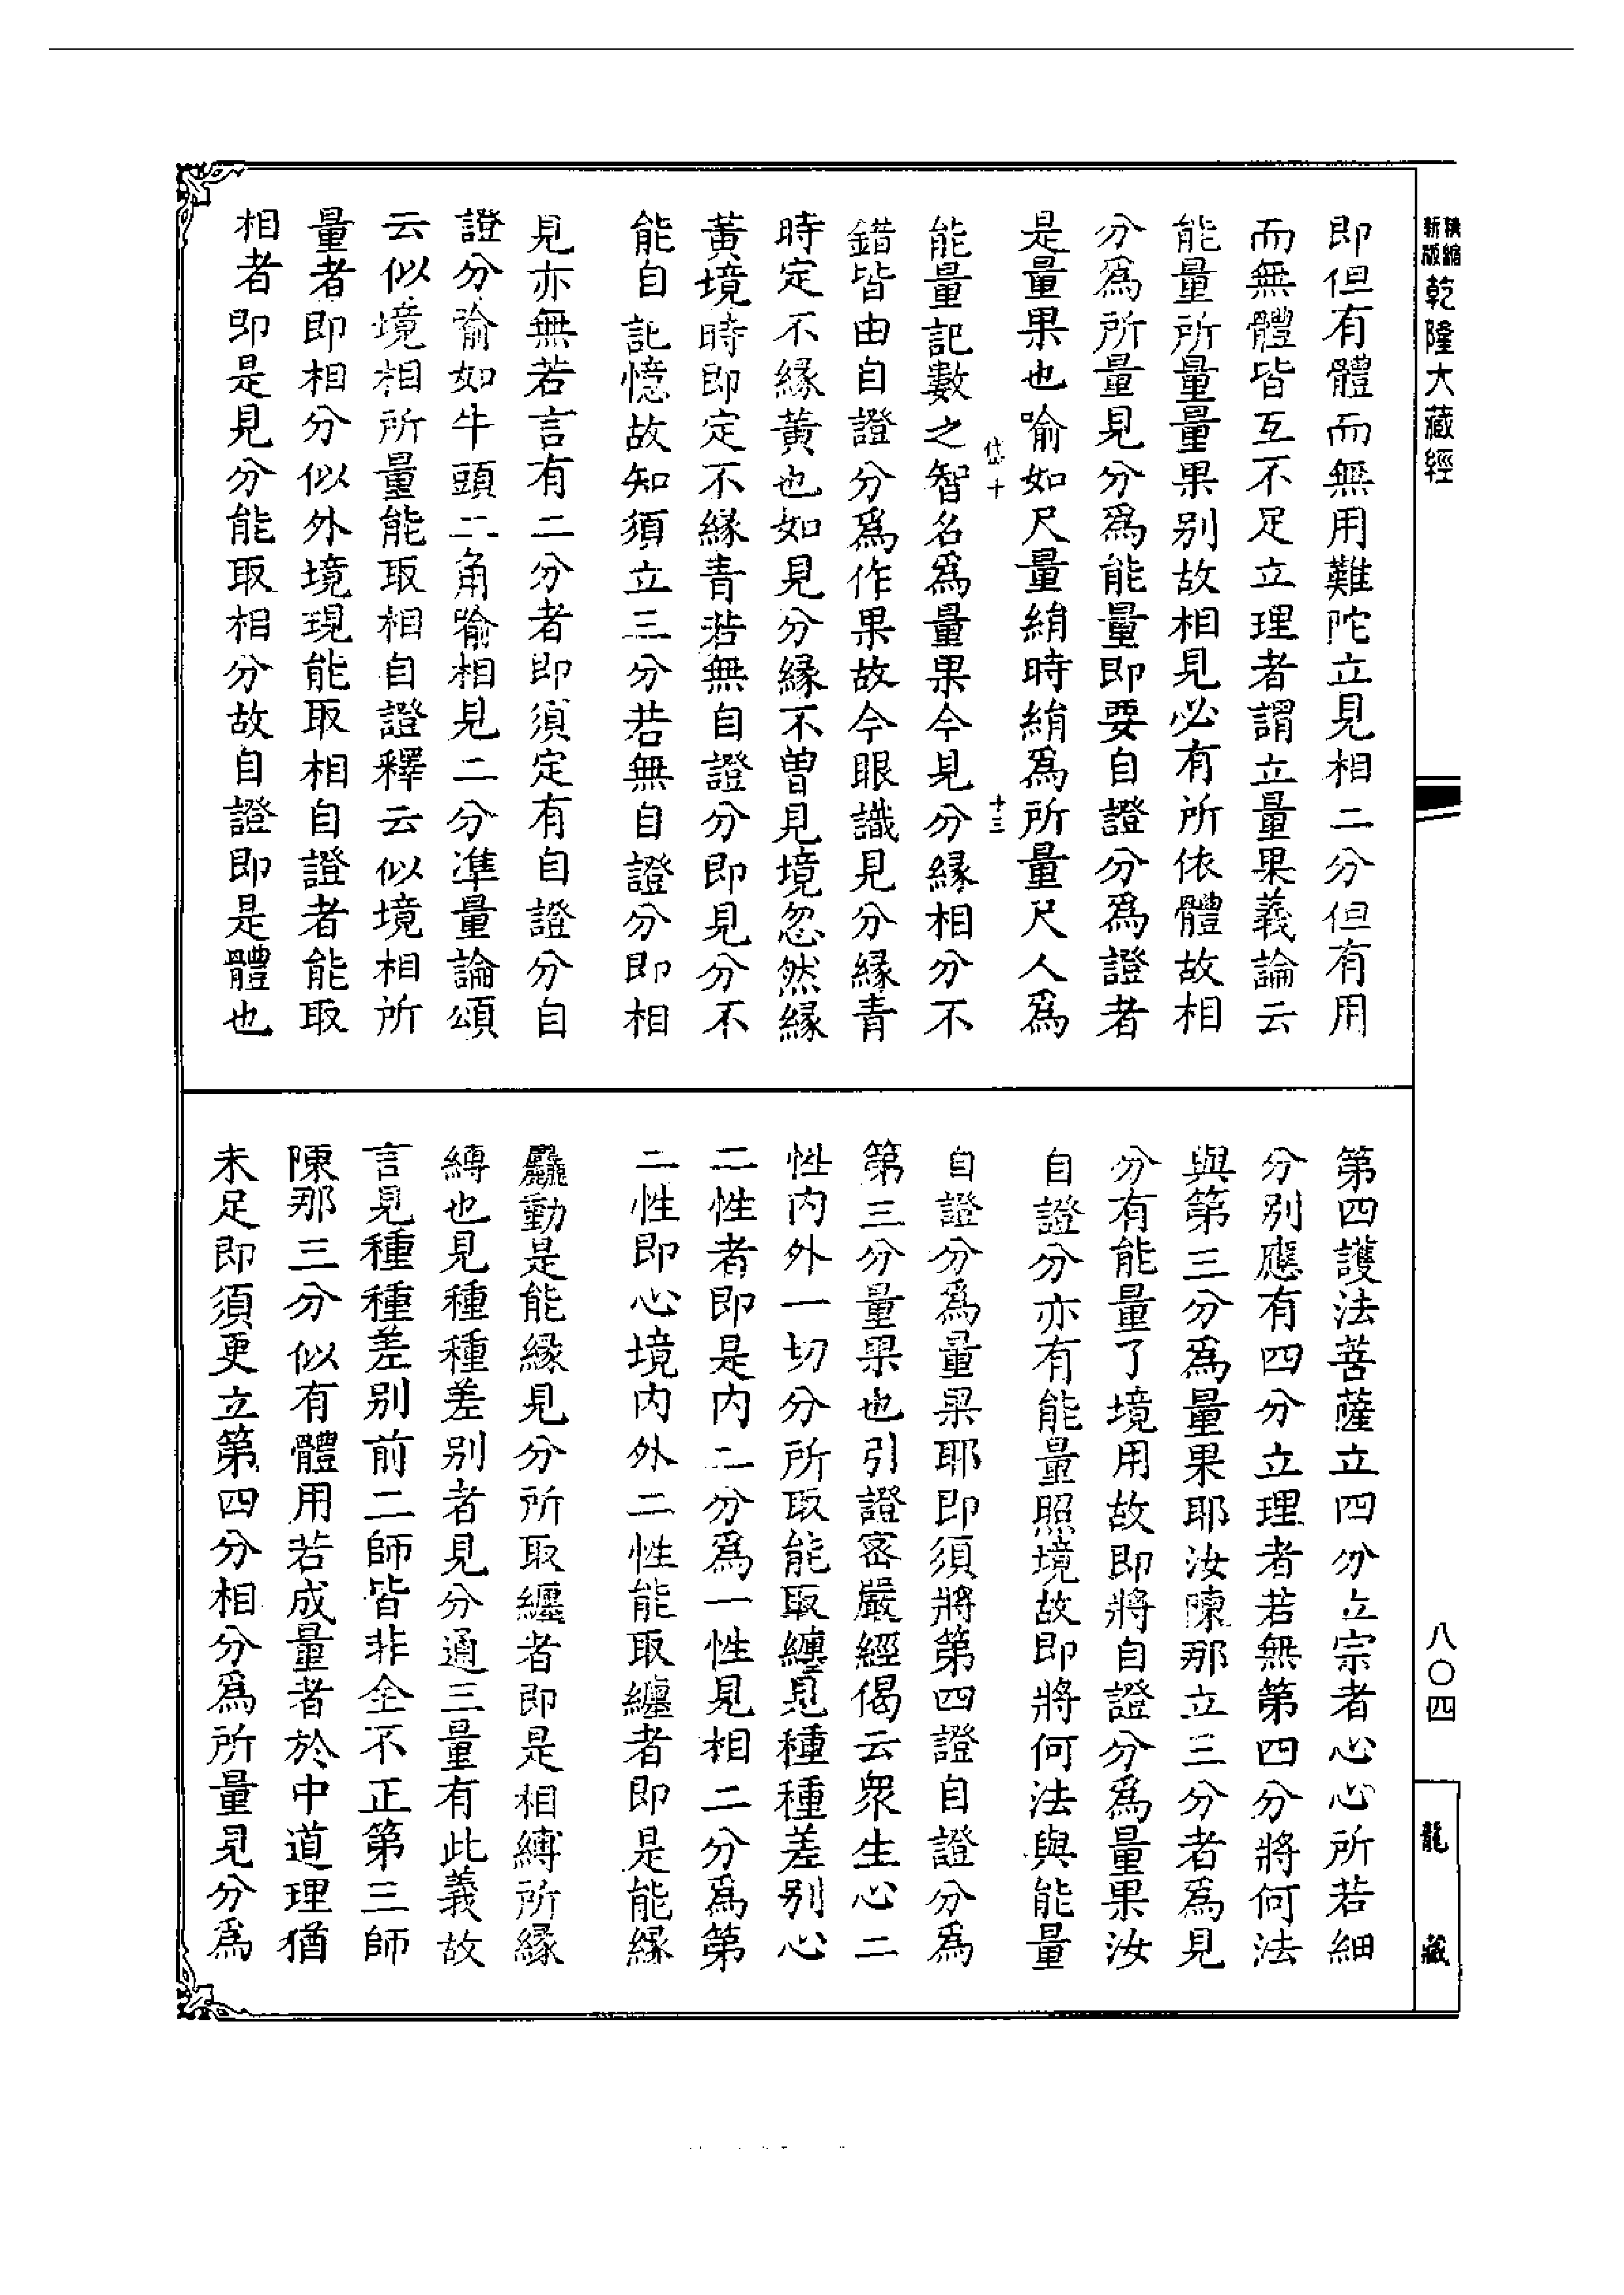 精縮新版乾隆大藏經
即但有體而無用難陀立見相二分但有用
而無體皆互不足立理者謂立量果義論云
能量所量量果别故相見必有所依體故相
分爲所量見分爲能量即要自證分爲證者
是量果也喻如尺量絹時絹爲所量尺人爲
岱十
十三
能量記數之智名爲量果今見分緣相分不
錯皆由自證分爲作果故今眼識見分緣青
時定不緣黃也如見分緣不曾見境忽然緣
黃境時即定不緣青若無自證分即見分不
能自記憶故知須立三分若無自證分即相
見亦無若言有二分者即須定有自證分自
證分喻如牛頭二角喻相見二分準量論頌
云似境相所量能取相自證釋云似境相所
量者即相分似外境現能取相自證者能取
相者即是見分能取相分故自證即是體也
第四護法菩薩立四分立宗者心心所若細
分别應有四分立理者若無第四分將何法
與第三分爲量果耶汝陳那立三分者爲見
分有能量了境用故即將自證分爲量果汝
自證分亦有能量照境故即將何法與能量
自證分爲量果耶即須將第四證自證分爲
第三分量果也引證密嚴經偈云衆生心二
性内外一切分所取能取纏見種種差别心
二性者即是内二分爲一性見相二分爲第
二性即心境内外二性能取纏者即是能緣
麤動是能緣見分所取纏者即是相縛所緣
縛也見種種差别者見分通三量有此義故
言見種種差别前二師皆非全不正第三師
陳那三分似有體用若成量者於中道理猶
未足即須更立第四分相分爲所量見分爲
八〇四
龍藏